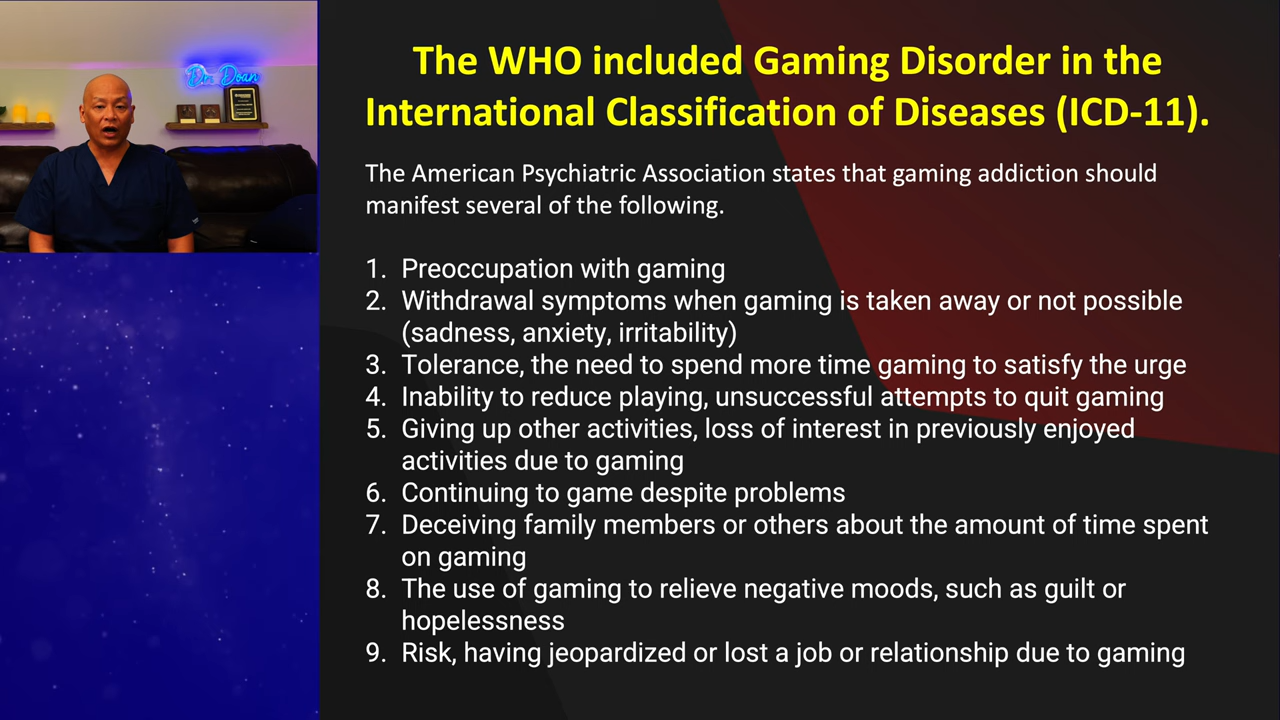 Dr. Doan
The WHO included Gaming Disorder in the
International Classification of Diseases (ICD-11).
The American Psychiatric Association states that gaming addiction should
manifest several of the following.
1. Preoccupation with gaming
2. Withdrawal symptoms when gaming is taken away or not possible
(sadness, anxiety, irritability)
3. Tolerance, the need to spend more time gaming to satisfy the urge
4. Inability to reduce playing, unsuccessful attempts to quit gaming
5. Giving up other activities, loss of interest in previously enjoyed
activities due to gaming
6. Continuing to game despite problems
7. Deceiving family members or others about the amount of time spent
on gaming
8. The use of gaming to relieve negative moods, such as guilt or
hopelessness
9. Risk, having jeopardized or lost a job or relationship due to gaming